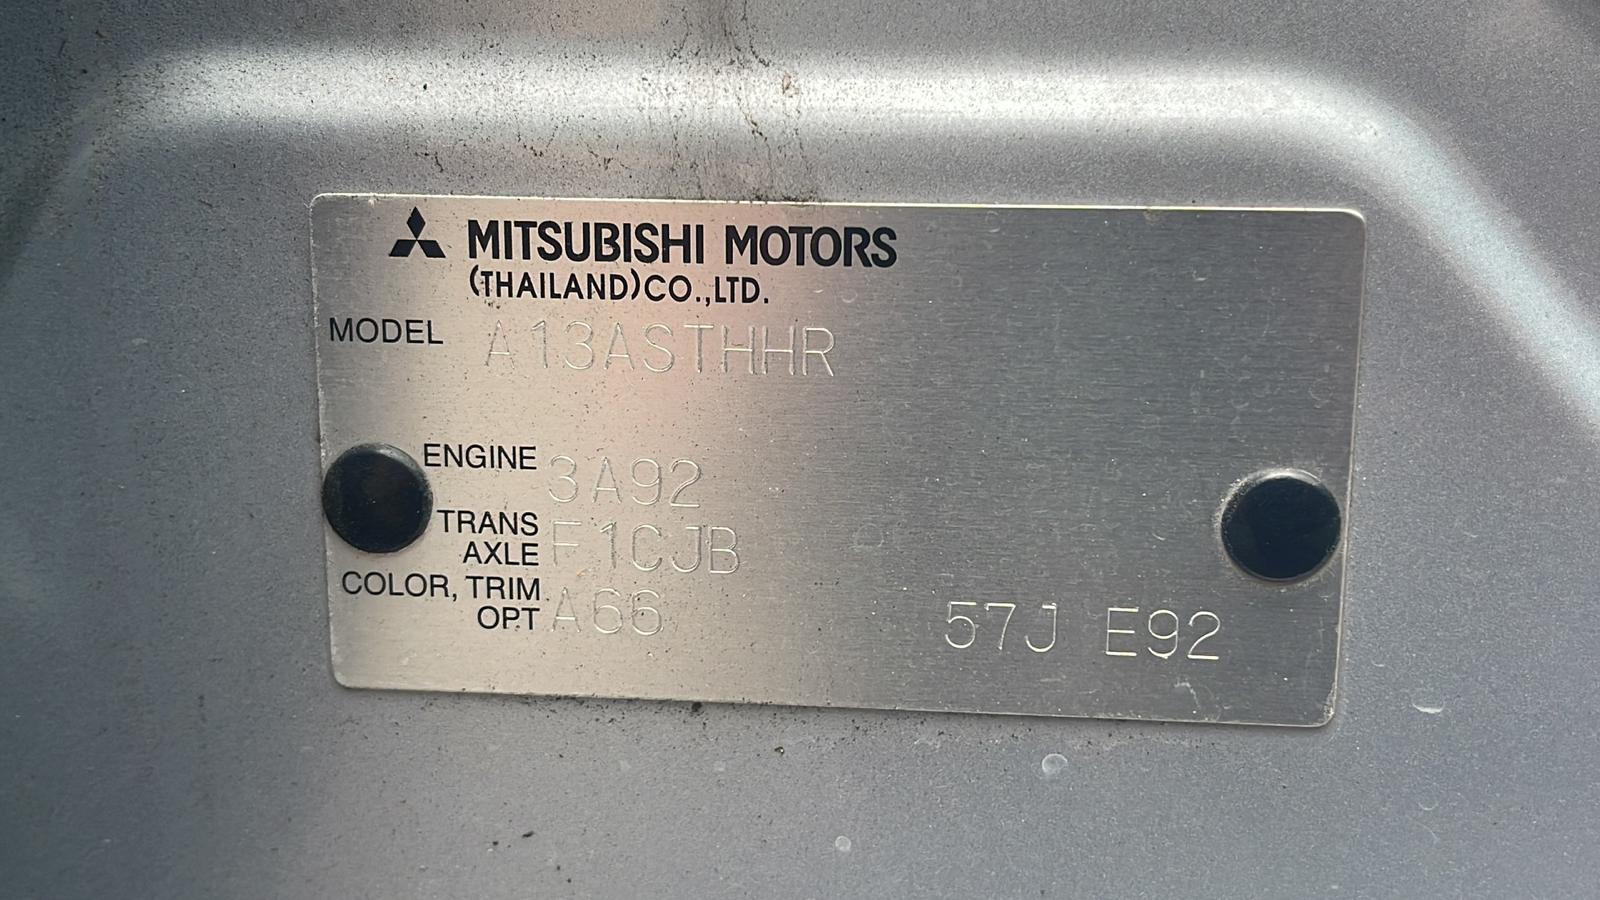 MITSUBISHI MOTORS
(THAILAND)CO.,LTD.
MODEL A13ASTHHR
ENGINE 3A92
TRANS
AXLE F1CJB
COLOR, TRIM
OPT A66 57J E92